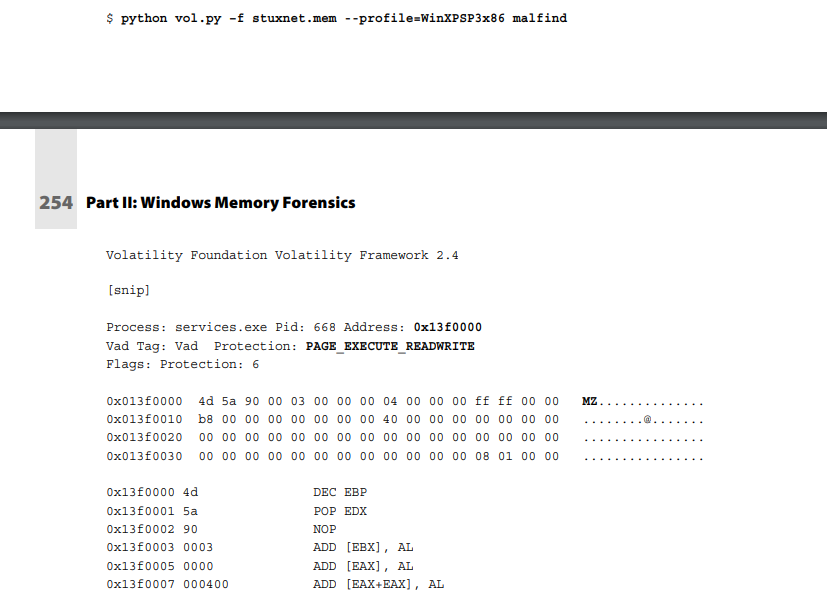 $ python vol.py -f stuxnet.mem --profile=WinXPSP3x86 malfind
254 Part II: Windows Memory Forensics
Volatility Foundation Volatility Framework 2.4
[snip]
Process: services.exe Pid: 668 Address: 0x13f0000
Vad Tag: Vad  Protection: PAGE_EXECUTE_READWRITE
Flags: Protection: 6
0x013f0000  4d 5a 90 00 03 00 00 00 04 00 00 00 ff ff 00 00   MZ..............
0x013f0010  b8 00 00 00 00 00 00 00 40 00 00 00 00 00 00 00   ........@.......
0x013f0020  00 00 00 00 00 00 00 00 00 00 00 00 00 00 00 00   ................
0x013f0030  00 00 00 00 00 00 00 00 00 00 00 00 08 01 00 00   ................
0x13f0000 4d               DEC EBP
0x13f0001 5a               POP EDX
0x13f0002 90               NOP
0x13f0003 0003             ADD [EBX], AL
0x13f0005 0000             ADD [EAX], AL
0x13f0007 000400           ADD [EAX+EAX], AL